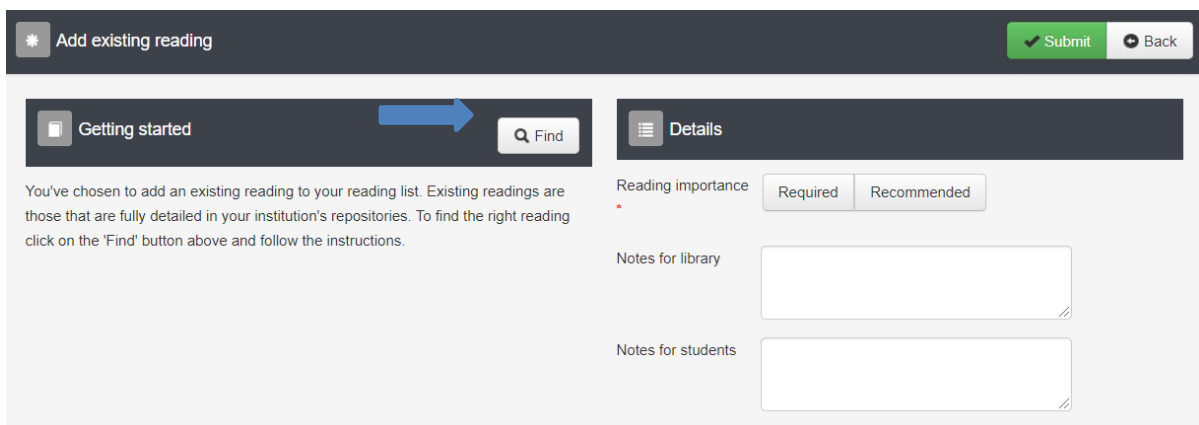 Add existing reading
Submit
Back
Getting started
Find
You've chosen to add an existing reading to your reading list. Existing readings are
those that are fully detailed in your institution's repositories. To find the right reading
click on the 'Find' button above and follow the instructions.
Details
Reading importance
*
Required
Recommended
Notes for library
Notes for students